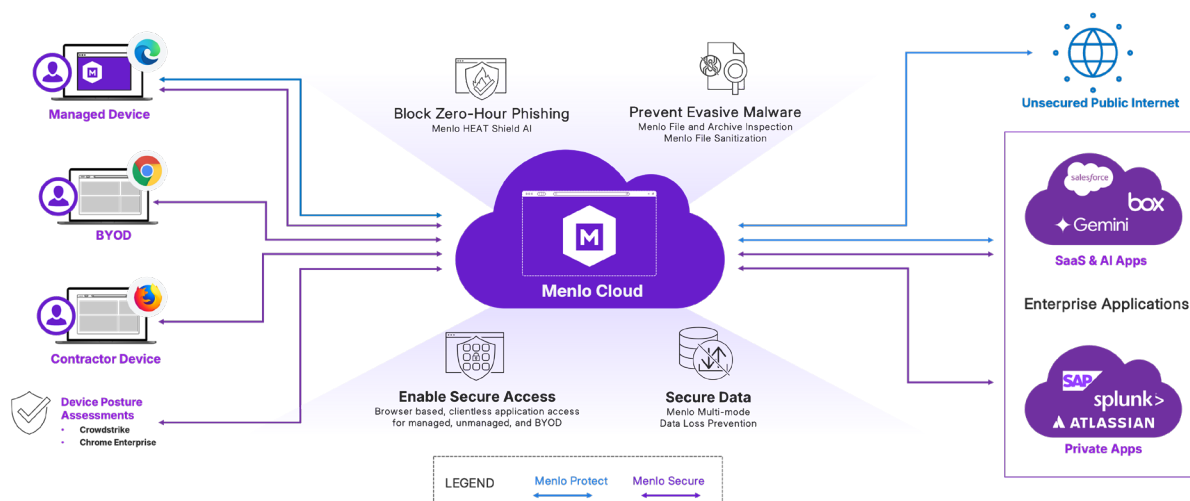 Managed Device
BYOD
Contractor Device
Device Posture
Assessments
• Crowdstrike
• Chrome Enterprise
Block Zero-Hour Phishing
Menlo HEAT Shield AI
Prevent Evasive Malware
Menlo File and Archive Inspection
Menlo File Sanitization
M
M
Menlo Cloud
Enable Secure Access
Browser based, clientless application access
for managed, unmanaged, and BYOD
Secure Data
Menlo Multi-mode
Data Loss Prevention
Unsecured Public Internet
salesforce
box
Gemini
SaaS & AI Apps
Enterprise Applications
SAP
splunk>
ATLASSIAN
Private Apps
LEGEND
Menlo Protect
Menlo Secure